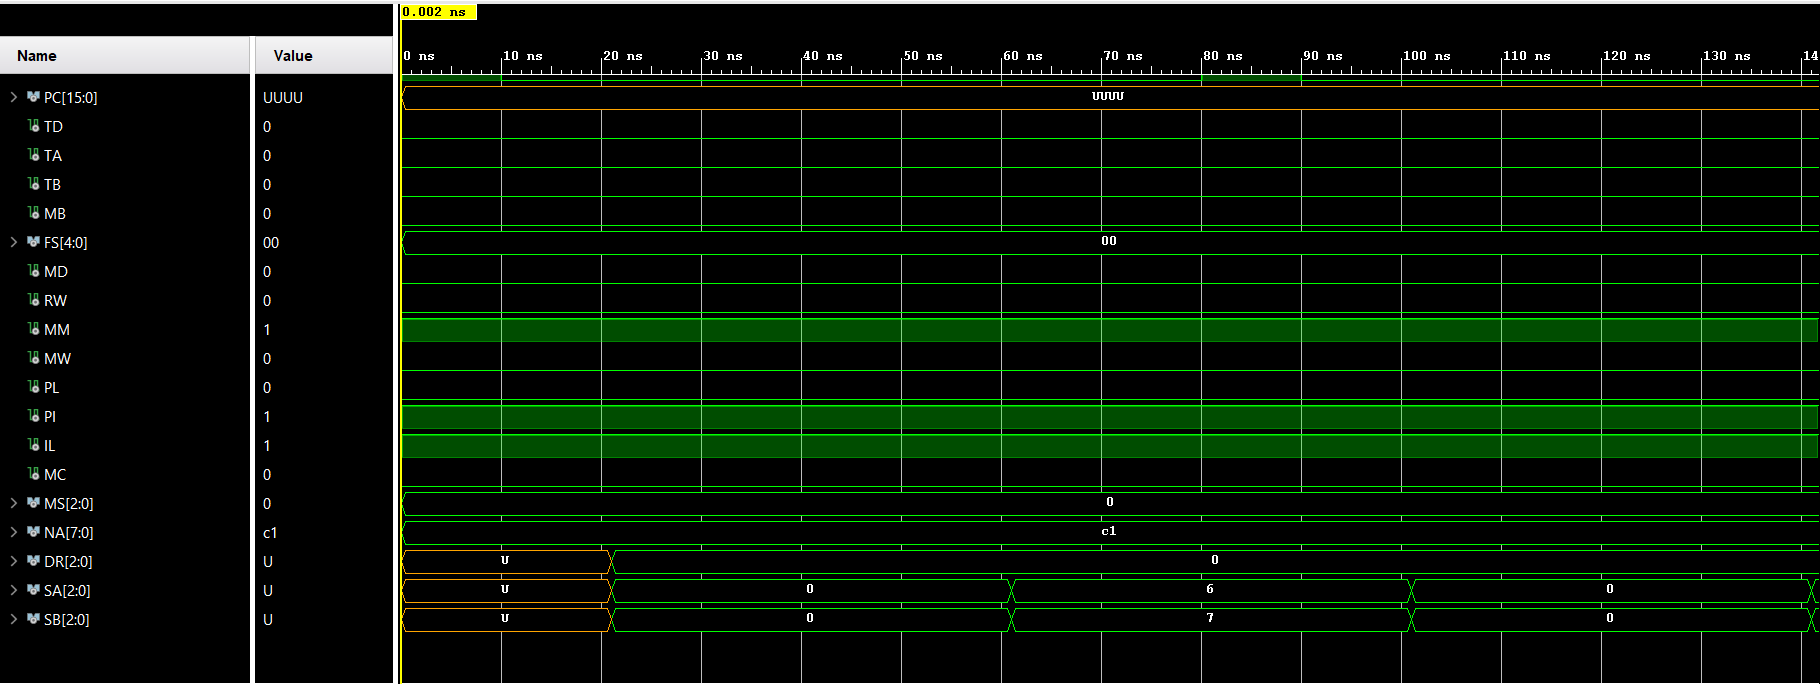 0.002 ns
Name Value 0 ns 10 ns 20 ns 30 ns 40 ns 50 ns 60 ns 70 ns 80 ns 90 ns 100 ns 110 ns 120 ns 130 ns 14
PC[15:0] UUUU UUUU
TD 0
TA 0
TB 0
MB 0
FS[4:0] 00 00
MD 0
RW 0
MM 1
MW 0
PL 0
PI 1
IL 1
MC 0
MS[2:0] 0 0
NA[7:0] c1 c1
DR[2:0] U U 0
SA[2:0] U U 0 6 0
SB[2:0] U U 0 7 0